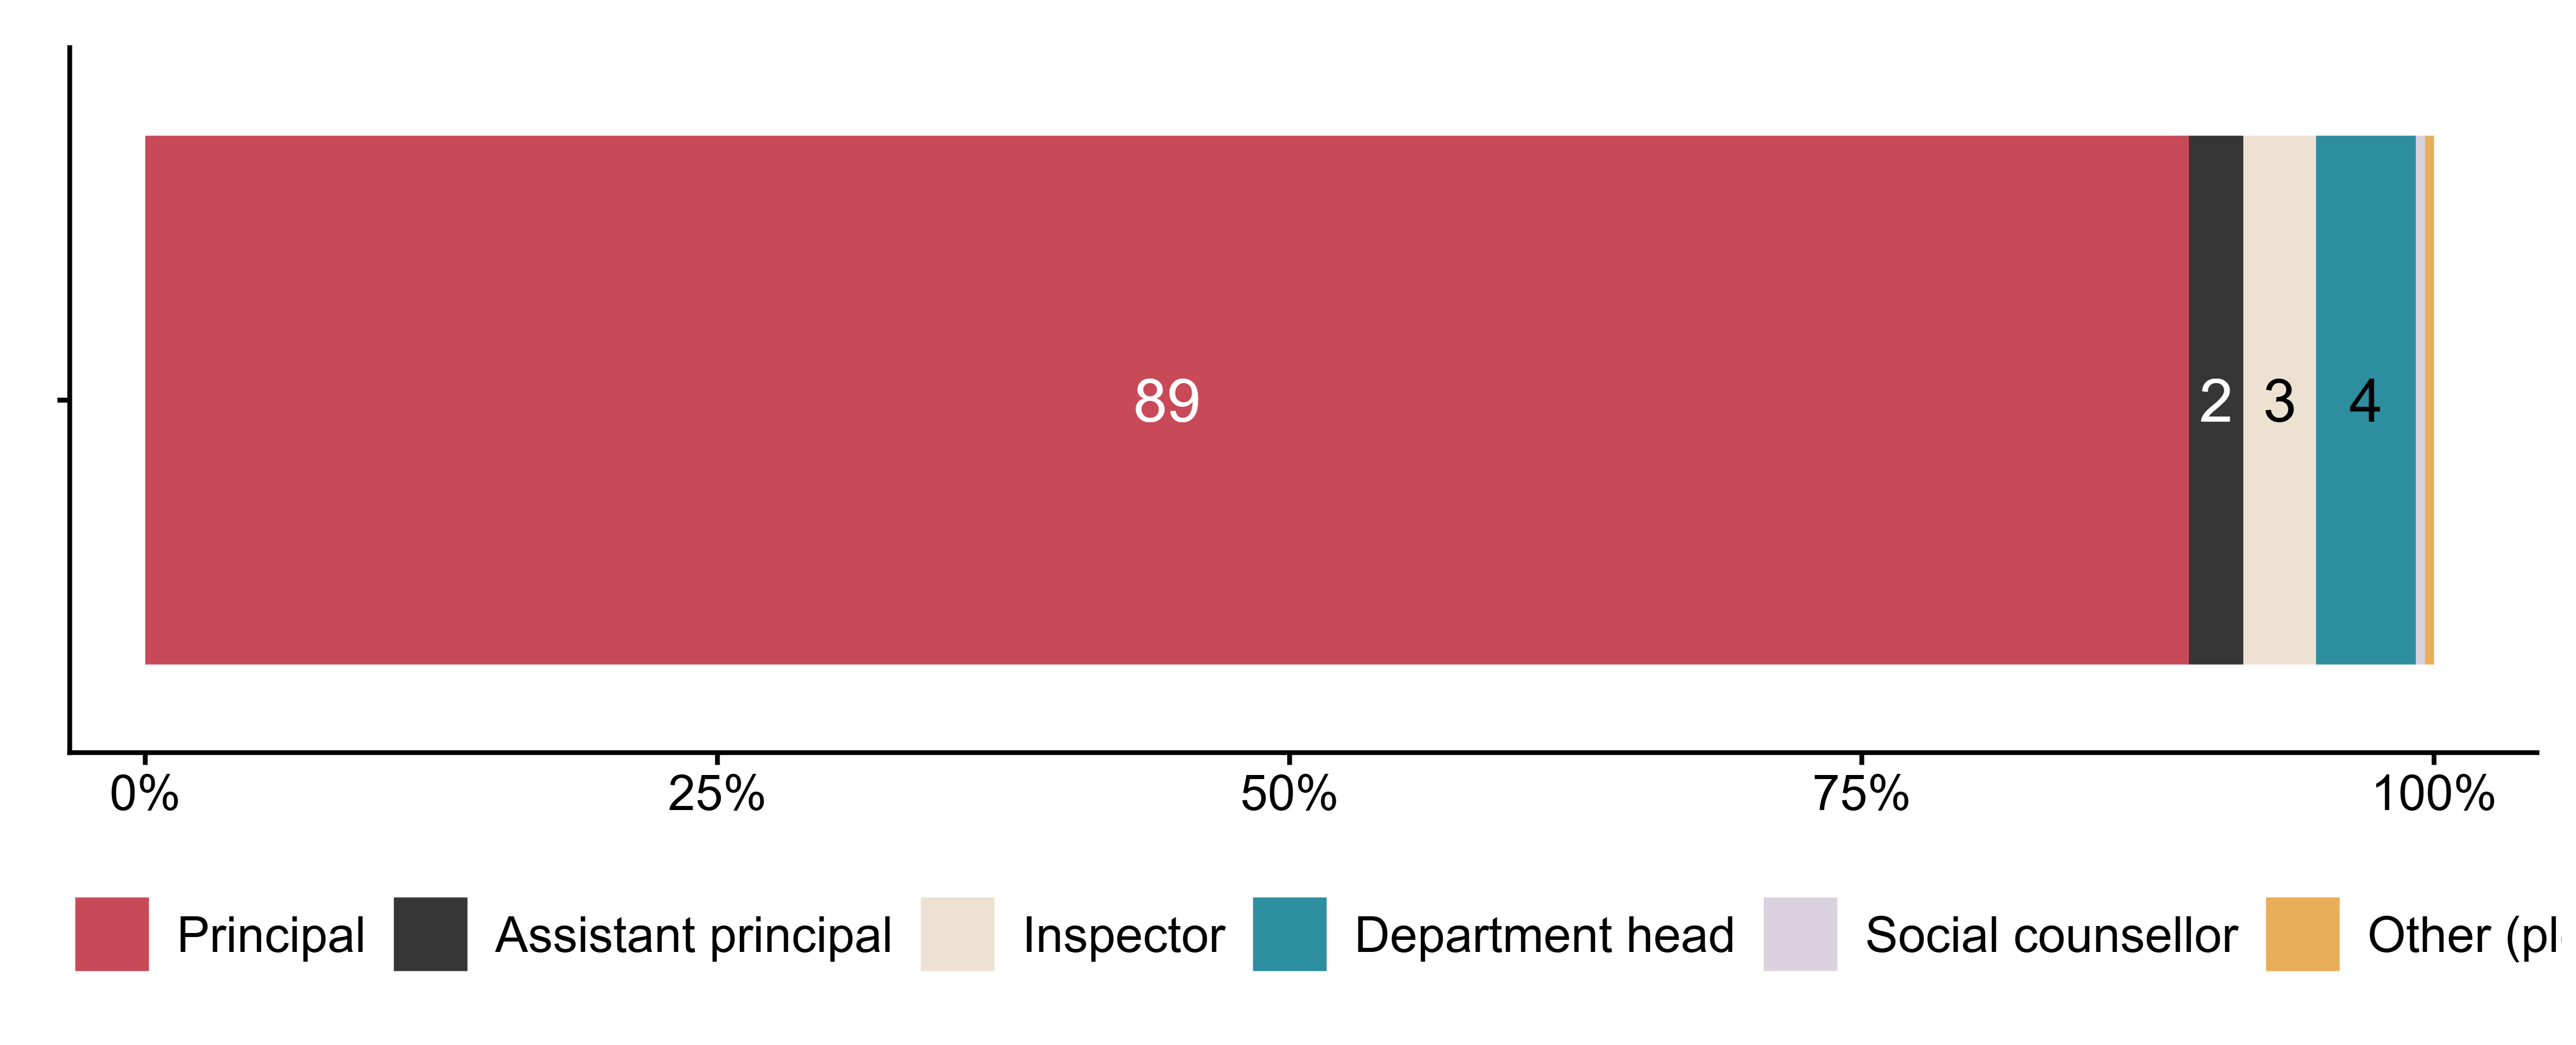 89 2 3 4
0% 25% 50% 75% 100%
Principal Assistant principal Inspector Department head Social counsellor Other (pl